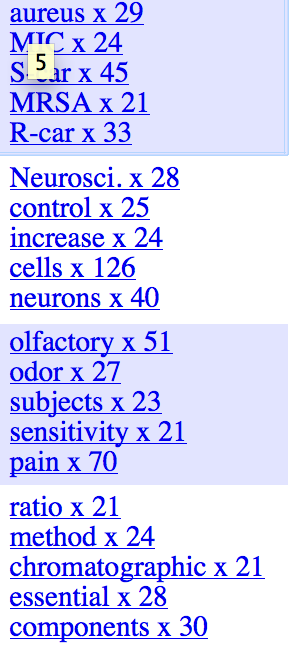 aureus x 29
MIC x 24
5
S-car x 45
MRSA x 21
R-car x 33
Neurosci. x 28
control x 25
increase x 24
cells x 126
neurons x 40
olfactory x 51
odor x 27
subjects x 23
sensitivity x 21
pain x 70
ratio x 21
method x 24
chromatographic x 21
essential x 28
components x 30